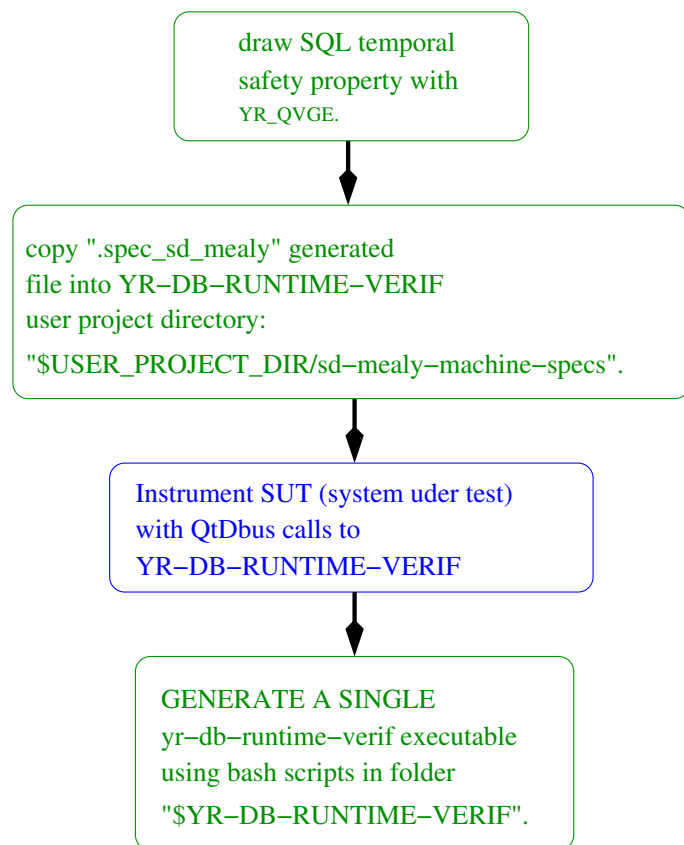 draw SQL temporal
safety property with
YR_QVGE.
copy ".spec_sd_mealy" generated
file into YR−DB−RUNTIME−VERIF
user project directory:
"$USER_PROJECT_DIR/sd−mealy−machine−specs".
Instrument SUT (system uder test)
with QtDbus calls to
YR−DB−RUNTIME−VERIF
GENERATE A SINGLE
yr−db−runtime−verif executable
using bash scripts in folder
"$YR−DB−RUNTIME−VERIF".